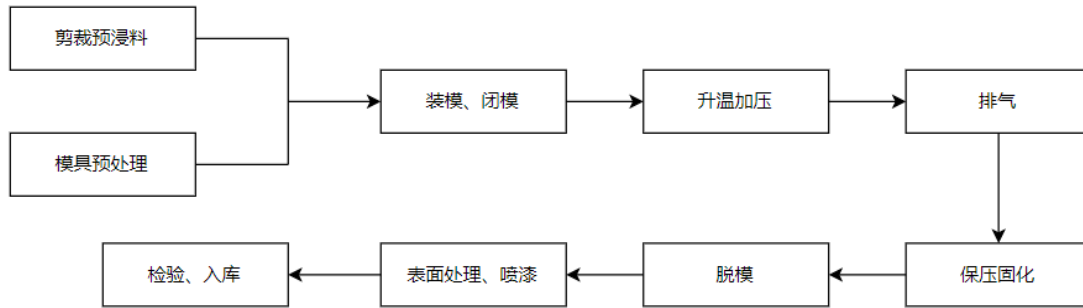 剪裁预浸料
模具预处理
装模、闭模
升温加压
排气
保压固化
脱模
表面处理、喷漆
检验、入库